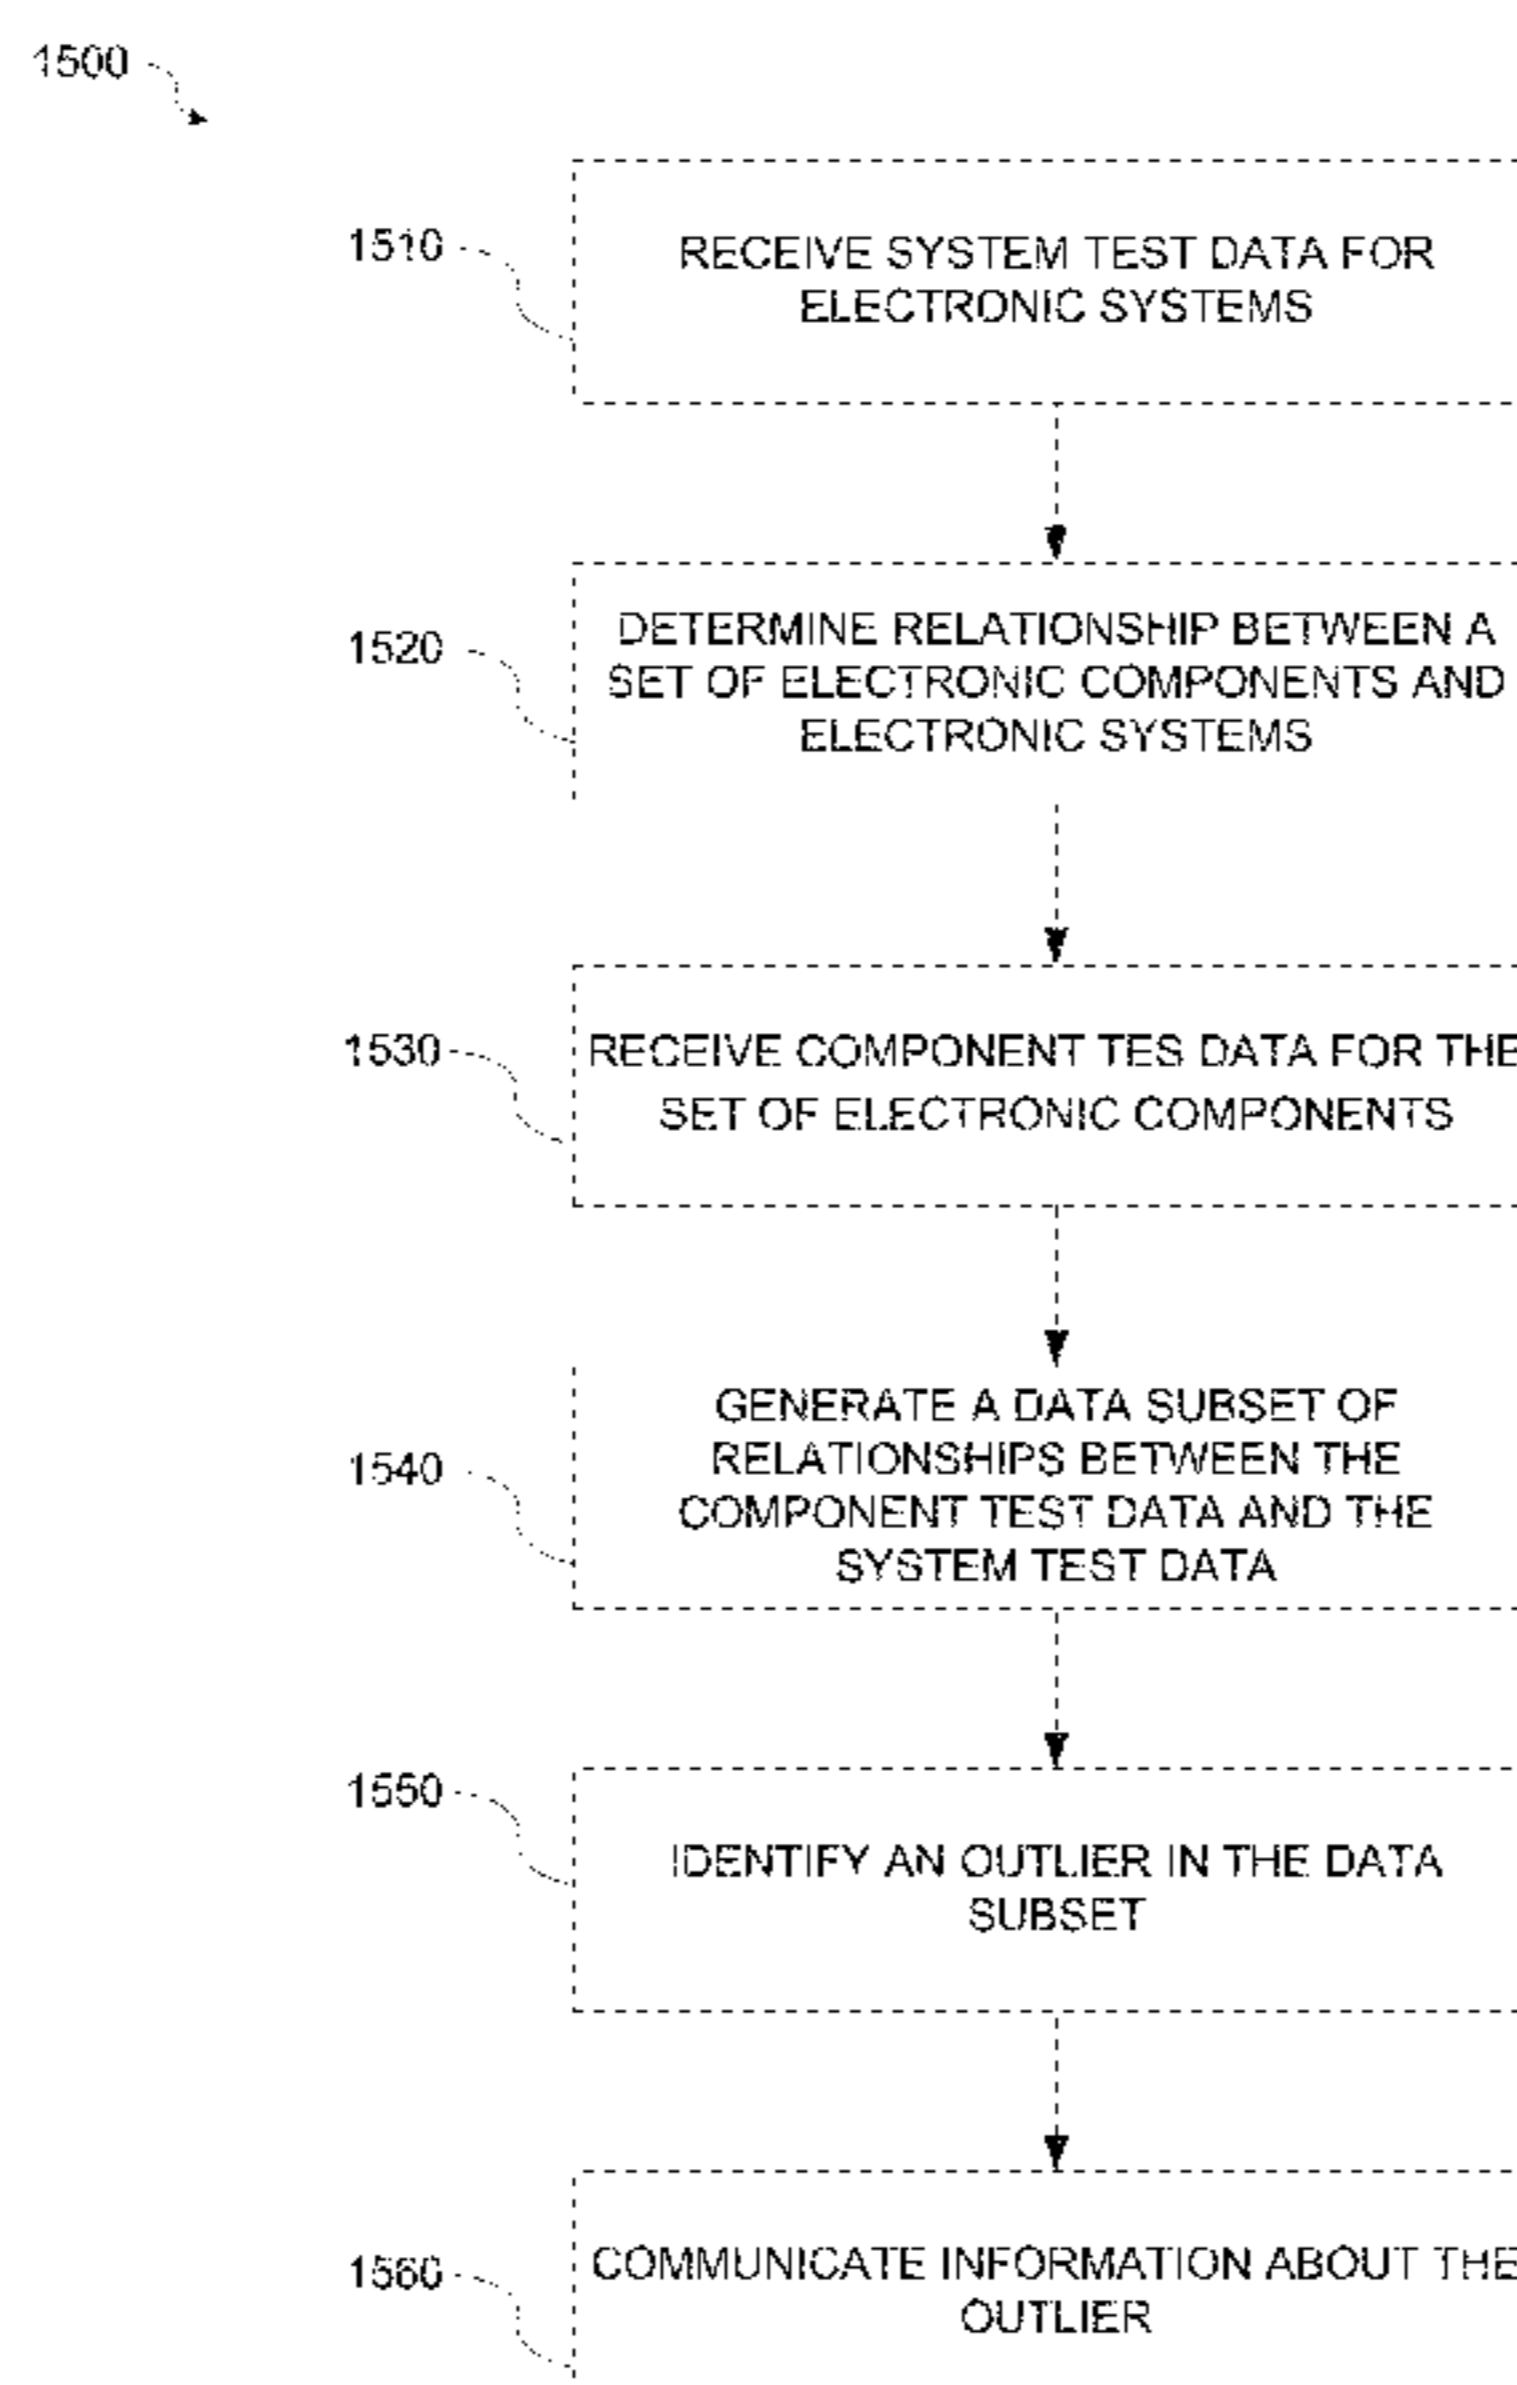 1500
1510
RECEIVE SYSTEM TEST DATA FOR
ELECTRONIC SYSTEMS
1520
DETERMINE RELATIONSHIP BETWEEN A
SET OF ELECTRONIC COMPONENTS AND
ELECTRONIC SYSTEMS
1530
RECEIVE COMPONENT TES DATA FOR THE
SET OF ELECTRONIC COMPONENTS
1540
GENERATE A DATA SUBSET OF
RELATIONSHIPS BETWEEN THE
COMPONENT TEST DATA AND THE
SYSTEM TEST DATA
1550
IDENTIFY AN OUTLIER IN THE DATA
SUBSET
1560
COMMUNICATE INFORMATION ABOUT THE
OUTLIER